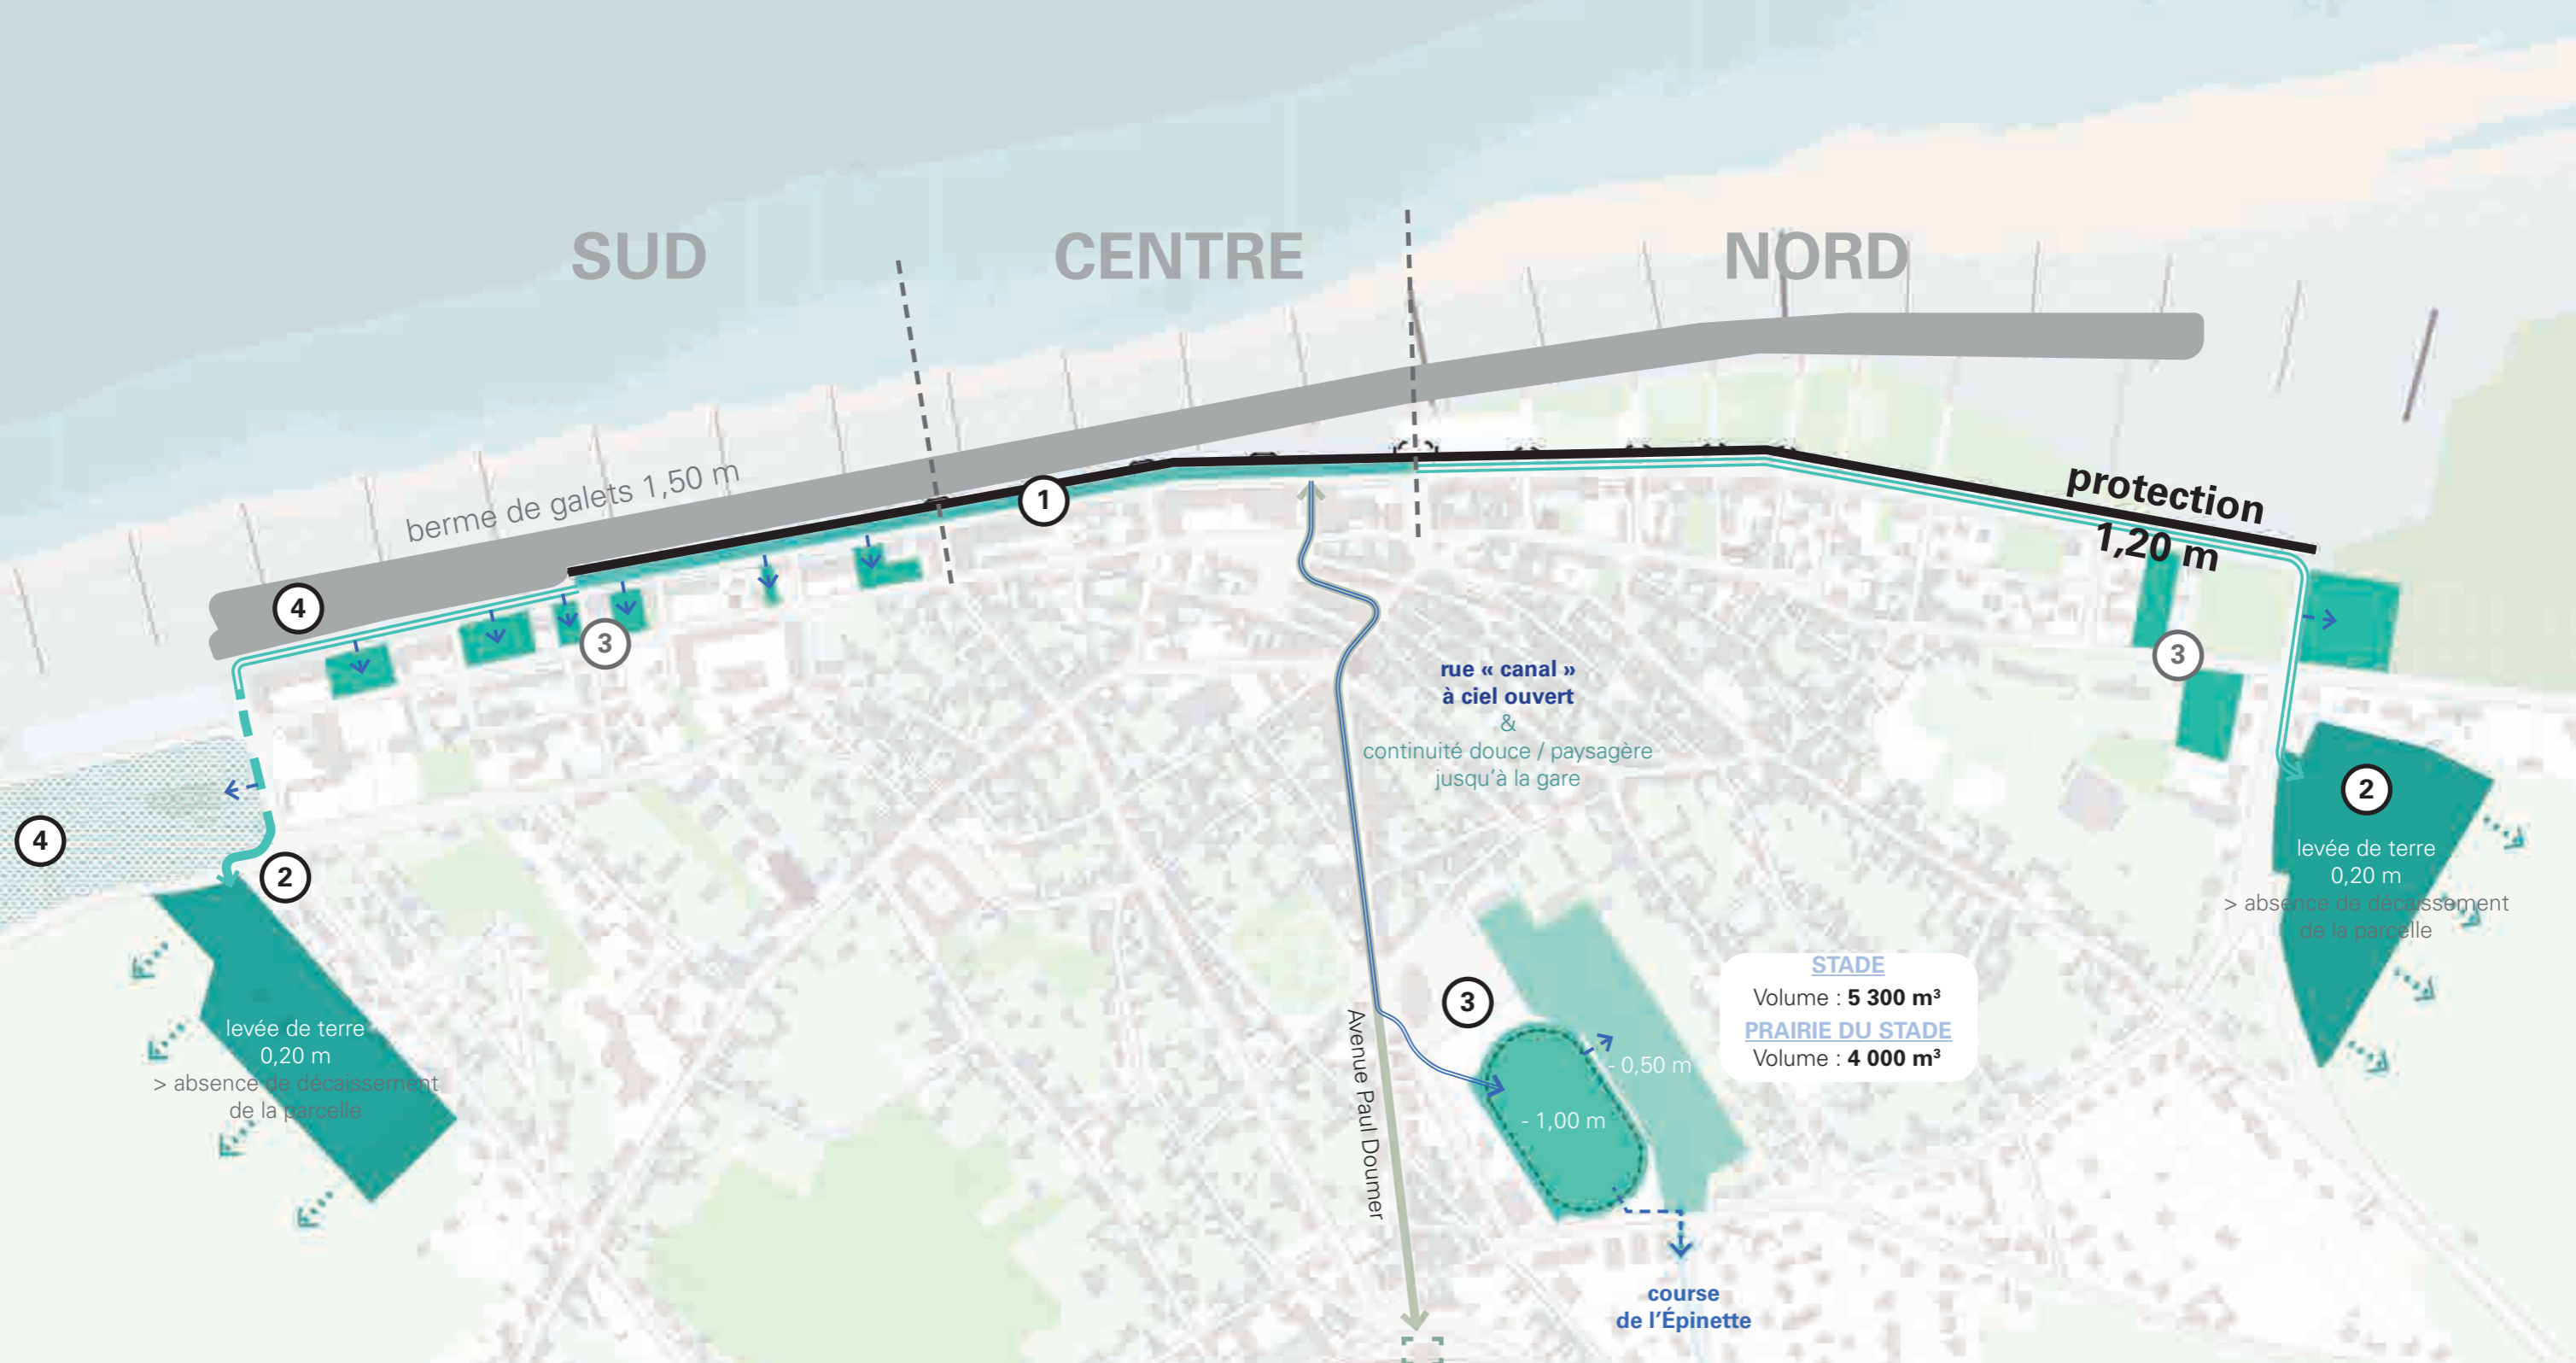 SUD
CENTRE
NORD
berme de galets 1,50 m
protection
1,20 m
1
4
3
3
rue « canal »
à ciel ouvert
&
continuité douce / paysagère
jusqu'à la gare
4
2
2
levée de terre
0,20 m
> absence de décaissement
de la parcelle
levée de terre
0,20 m
> absence de décaissement
de la parcelle
3
Avenue Paul Doumer
- 0,50 m
- 1,00 m
STADE
Volume : 5 300 m³
PRAIRIE DU STADE
Volume : 4 000 m³
course
de l'Épinette